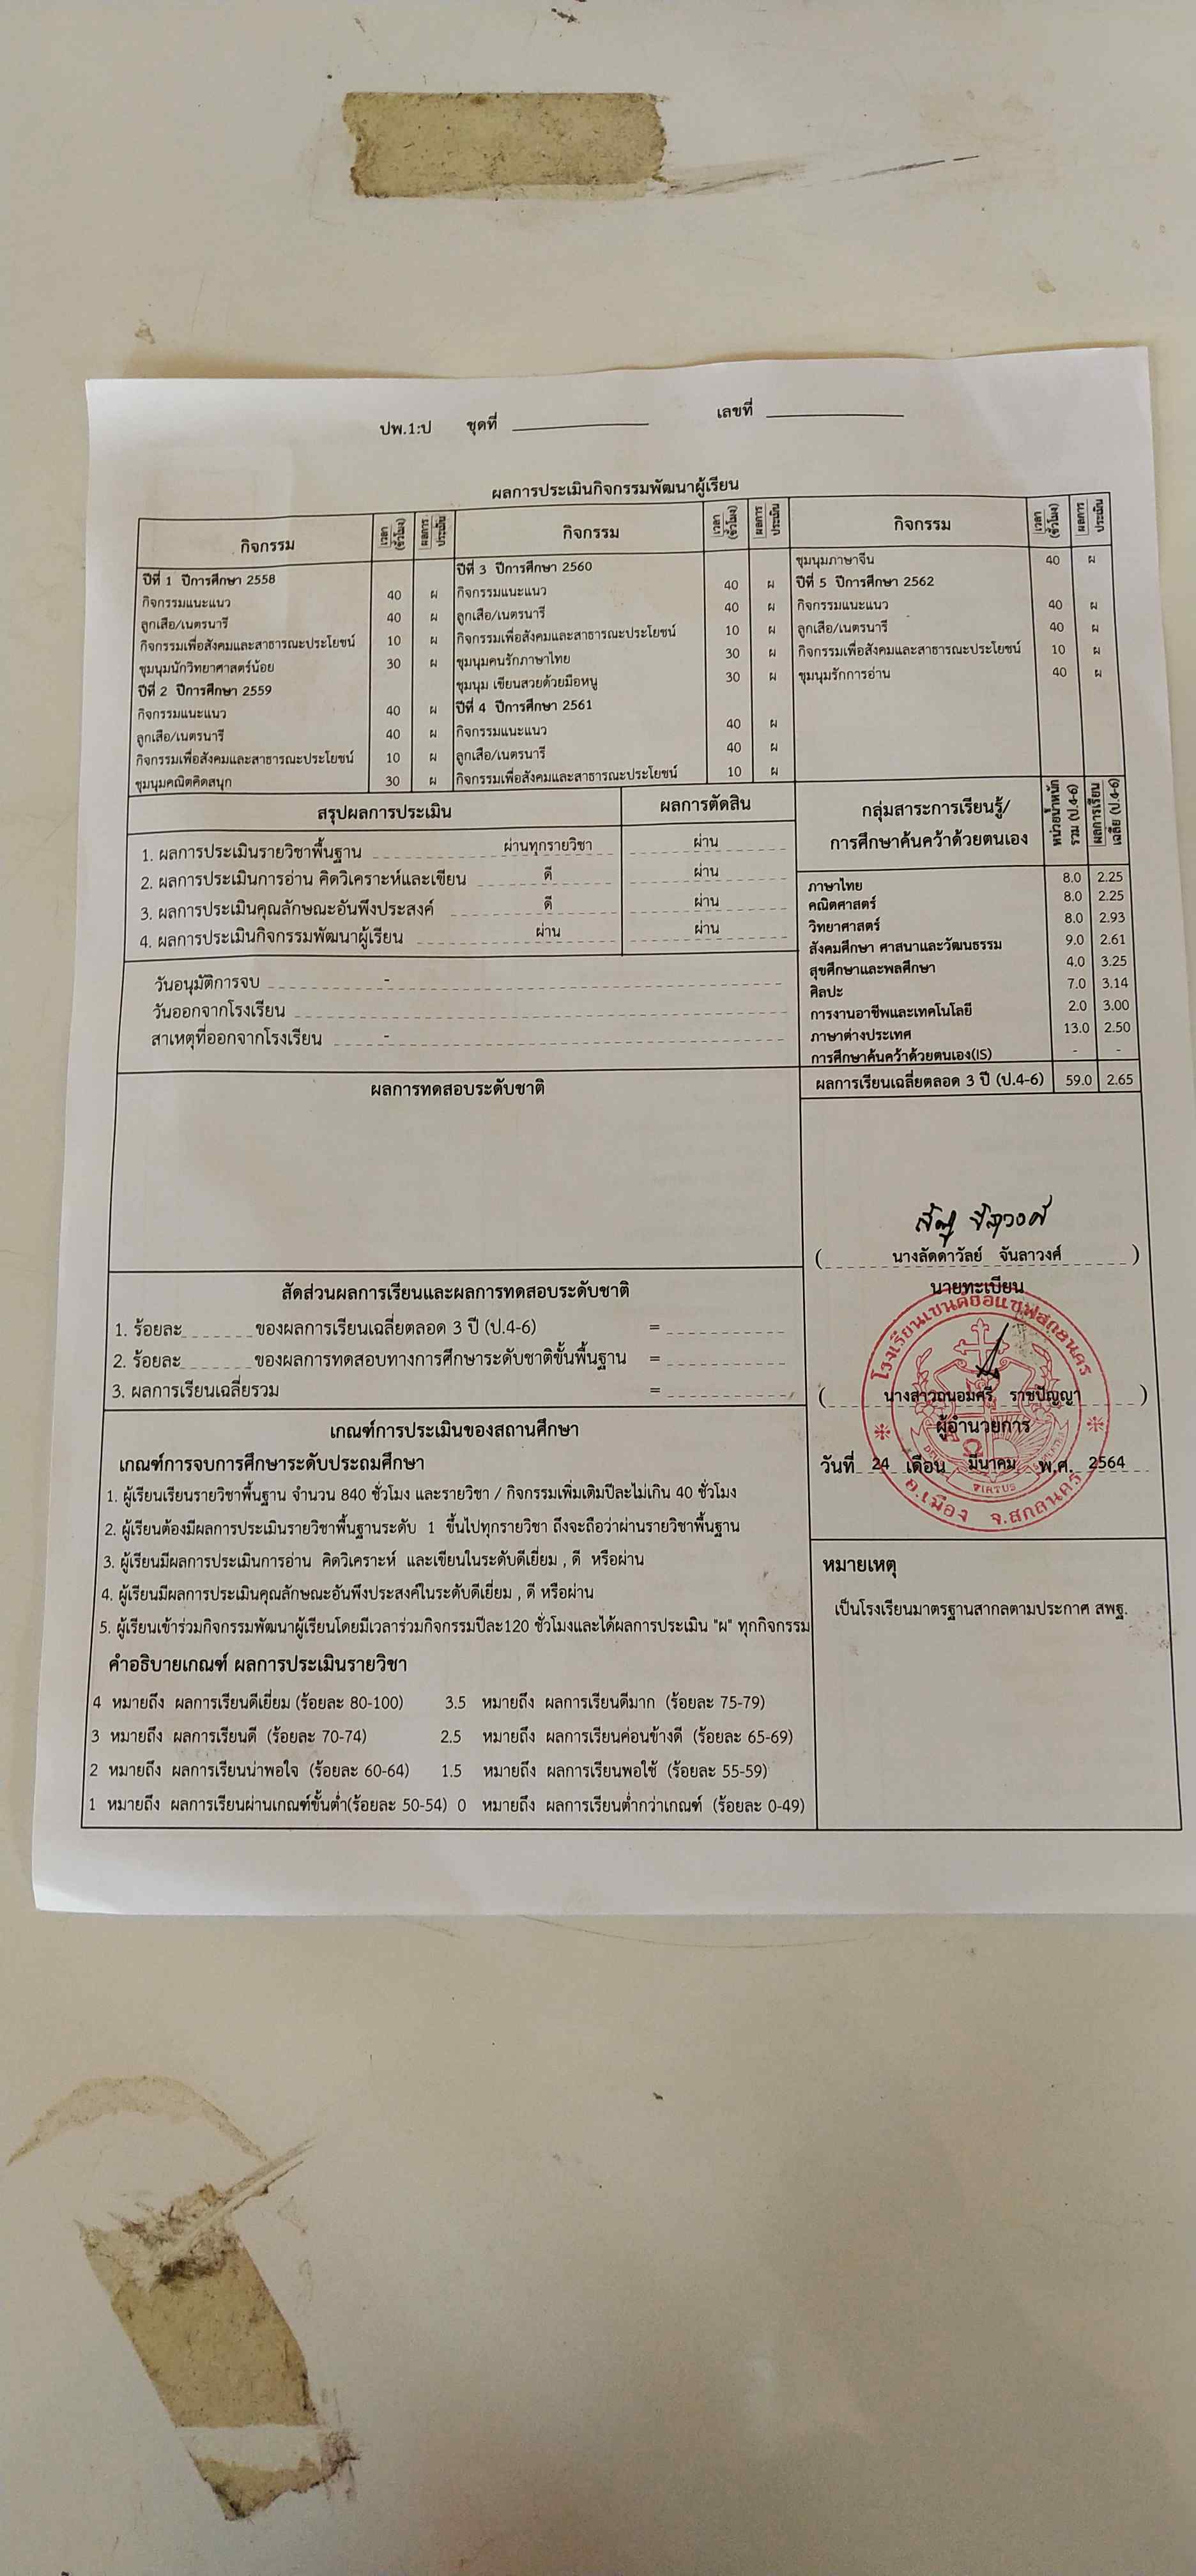 ปพ.1:ป ชุดที่ เลขที่
ผลการประเมินกิจกรรมพัฒนาผู้เรียน
กิจกรรม เวลา (ชั่วโมง) ผลการประเมิน กิจกรรม เวลา (ชั่วโมง) ผลการประเมิน กิจกรรม เวลา (ชั่วโมง) ผลการประเมิน
ปีที่ 1 ปีการศึกษา 2558
กิจกรรมแนะแนว 40 ผ
ลูกเสือ/เนตรนารี 40 ผ
กิจกรรมเพื่อสังคมและสาธารณะประโยชน์ 10 ผ
ชุมนุมนักวิทยาศาสตร์น้อย 30 ผ
ปีที่ 2 ปีการศึกษา 2559
กิจกรรมแนะแนว 40 ผ
ลูกเสือ/เนตรนารี 40 ผ
กิจกรรมเพื่อสังคมและสาธารณะประโยชน์ 10 ผ
ชุมนุมคณิตคิดสนุก 30 ผ
ปีที่ 3 ปีการศึกษา 2560
กิจกรรมแนะแนว 40 ผ
ลูกเสือ/เนตรนารี 40 ผ
กิจกรรมเพื่อสังคมและสาธารณะประโยชน์ 10 ผ
ชุมนุมคนรักภาษาไทย 30 ผ
ชุมนุม เขียนสวยด้วยมือหนู 30 ผ
ปีที่ 4 ปีการศึกษา 2561
กิจกรรมแนะแนว 40 ผ
ลูกเสือ/เนตรนารี 40 ผ
กิจกรรมเพื่อสังคมและสาธารณะประโยชน์ 10 ผ
ชุมนุมภาษาจีน 40 ผ
ปีที่ 5 ปีการศึกษา 2562
กิจกรรมแนะแนว 40 ผ
ลูกเสือ/เนตรนารี 40 ผ
กิจกรรมเพื่อสังคมและสาธารณะประโยชน์ 10 ผ
ชุมนุมรักการอ่าน 40 ผ
สรุปผลการประเมิน ผลการตัดสิน
1. ผลการประเมินรายวิชาพื้นฐาน ผ่านทุกรายวิชา ผ่าน
2. ผลการประเมินการอ่าน คิดวิเคราะห์และเขียน ดี ผ่าน
3. ผลการประเมินคุณลักษณะอันพึงประสงค์ ดี ผ่าน
4. ผลการประเมินกิจกรรมพัฒนาผู้เรียน ผ่าน ผ่าน
วันอนุมัติการจบ -
วันออกจากโรงเรียน
สาเหตุที่ออกจากโรงเรียน -
กลุ่มสาระการเรียนรู้/
การศึกษาค้นคว้าด้วยตนเอง
หน่วยน้ำหนัก
รวม (ป.4-6)
ผลการเรียน
เฉลี่ย (ป.4-6)
ภาษาไทย 8.0 2.25
คณิตศาสตร์ 8.0 2.25
วิทยาศาสตร์ 8.0 2.93
สังคมศึกษา ศาสนาและวัฒนธรรม 9.0 2.61
สุขศึกษาและพลศึกษา 4.0 3.25
ศิลปะ 7.0 3.14
การงานอาชีพและเทคโนโลยี 2.0 3.00
ภาษาต่างประเทศ 13.0 2.50
การศึกษาค้นคว้าด้วยตนเอง(IS) - -
ผลการเรียนเฉลี่ยตลอด 3 ปี (ป.4-6) 59.0 2.65
ผลการทดสอบระดับชาติ
สัดส่วนผลการเรียนและผลการทดสอบระดับชาติ
1. ร้อยละ ของผลการเรียนเฉลี่ยตลอด 3 ปี (ป.4-6) =
2. ร้อยละ ของผลการทดสอบทางการศึกษาระดับชาติขั้นพื้นฐาน =
3. ผลการเรียนเฉลี่ยรวม =
( นางลัดดาวัลย์ จันลาวงศ์ )
นายทะเบียน
โรงเรียนเซนต์ยอแซฟสกลนคร
( นางสาวถนอมศรี ราชปัญญา )
ผู้อำนวยการ
วันที่ 24 เดือน มีนาคม พ.ศ. 2564
VIRTUS
อ.เมือง จ.สกลนคร
เกณฑ์การประเมินของสถานศึกษา
เกณฑ์การจบการศึกษาระดับประถมศึกษา
1. ผู้เรียนเรียนรายวิชาพื้นฐาน จำนวน 840 ชั่วโมง และรายวิชา / กิจกรรมเพิ่มเติมปีละไม่เกิน 40 ชั่วโมง
2. ผู้เรียนต้องมีผลการประเมินรายวิชาพื้นฐานระดับ 1 ขึ้นไปทุกรายวิชา ถึงจะถือว่าผ่านรายวิชาพื้นฐาน
3. ผู้เรียนมีผลการประเมินการอ่าน คิดวิเคราะห์ และเขียนในระดับดีเยี่ยม , ดี หรือผ่าน
4. ผู้เรียนมีผลการประเมินคุณลักษณะอันพึงประสงค์ในระดับดีเยี่ยม , ดี หรือผ่าน
5. ผู้เรียนเข้าร่วมกิจกรรมพัฒนาผู้เรียนโดยมีเวลาร่วมกิจกรรมปีละ120 ชั่วโมงและได้ผลการประเมิน "ผ" ทุกกิจกรรม
คำอธิบายเกณฑ์ ผลการประเมินรายวิชา
4 หมายถึง ผลการเรียนดีเยี่ยม (ร้อยละ 80-100) 3.5 หมายถึง ผลการเรียนดีมาก (ร้อยละ 75-79)
3 หมายถึง ผลการเรียนดี (ร้อยละ 70-74) 2.5 หมายถึง ผลการเรียนค่อนข้างดี (ร้อยละ 65-69)
2 หมายถึง ผลการเรียนน่าพอใจ (ร้อยละ 60-64) 1.5 หมายถึง ผลการเรียนพอใช้ (ร้อยละ 55-59)
1 หมายถึง ผลการเรียนผ่านเกณฑ์ขั้นต่ำ(ร้อยละ 50-54) 0 หมายถึง ผลการเรียนต่ำกว่าเกณฑ์ (ร้อยละ 0-49)
หมายเหตุ
เป็นโรงเรียนมาตรฐานสากลตามประกาศ สพฐ.